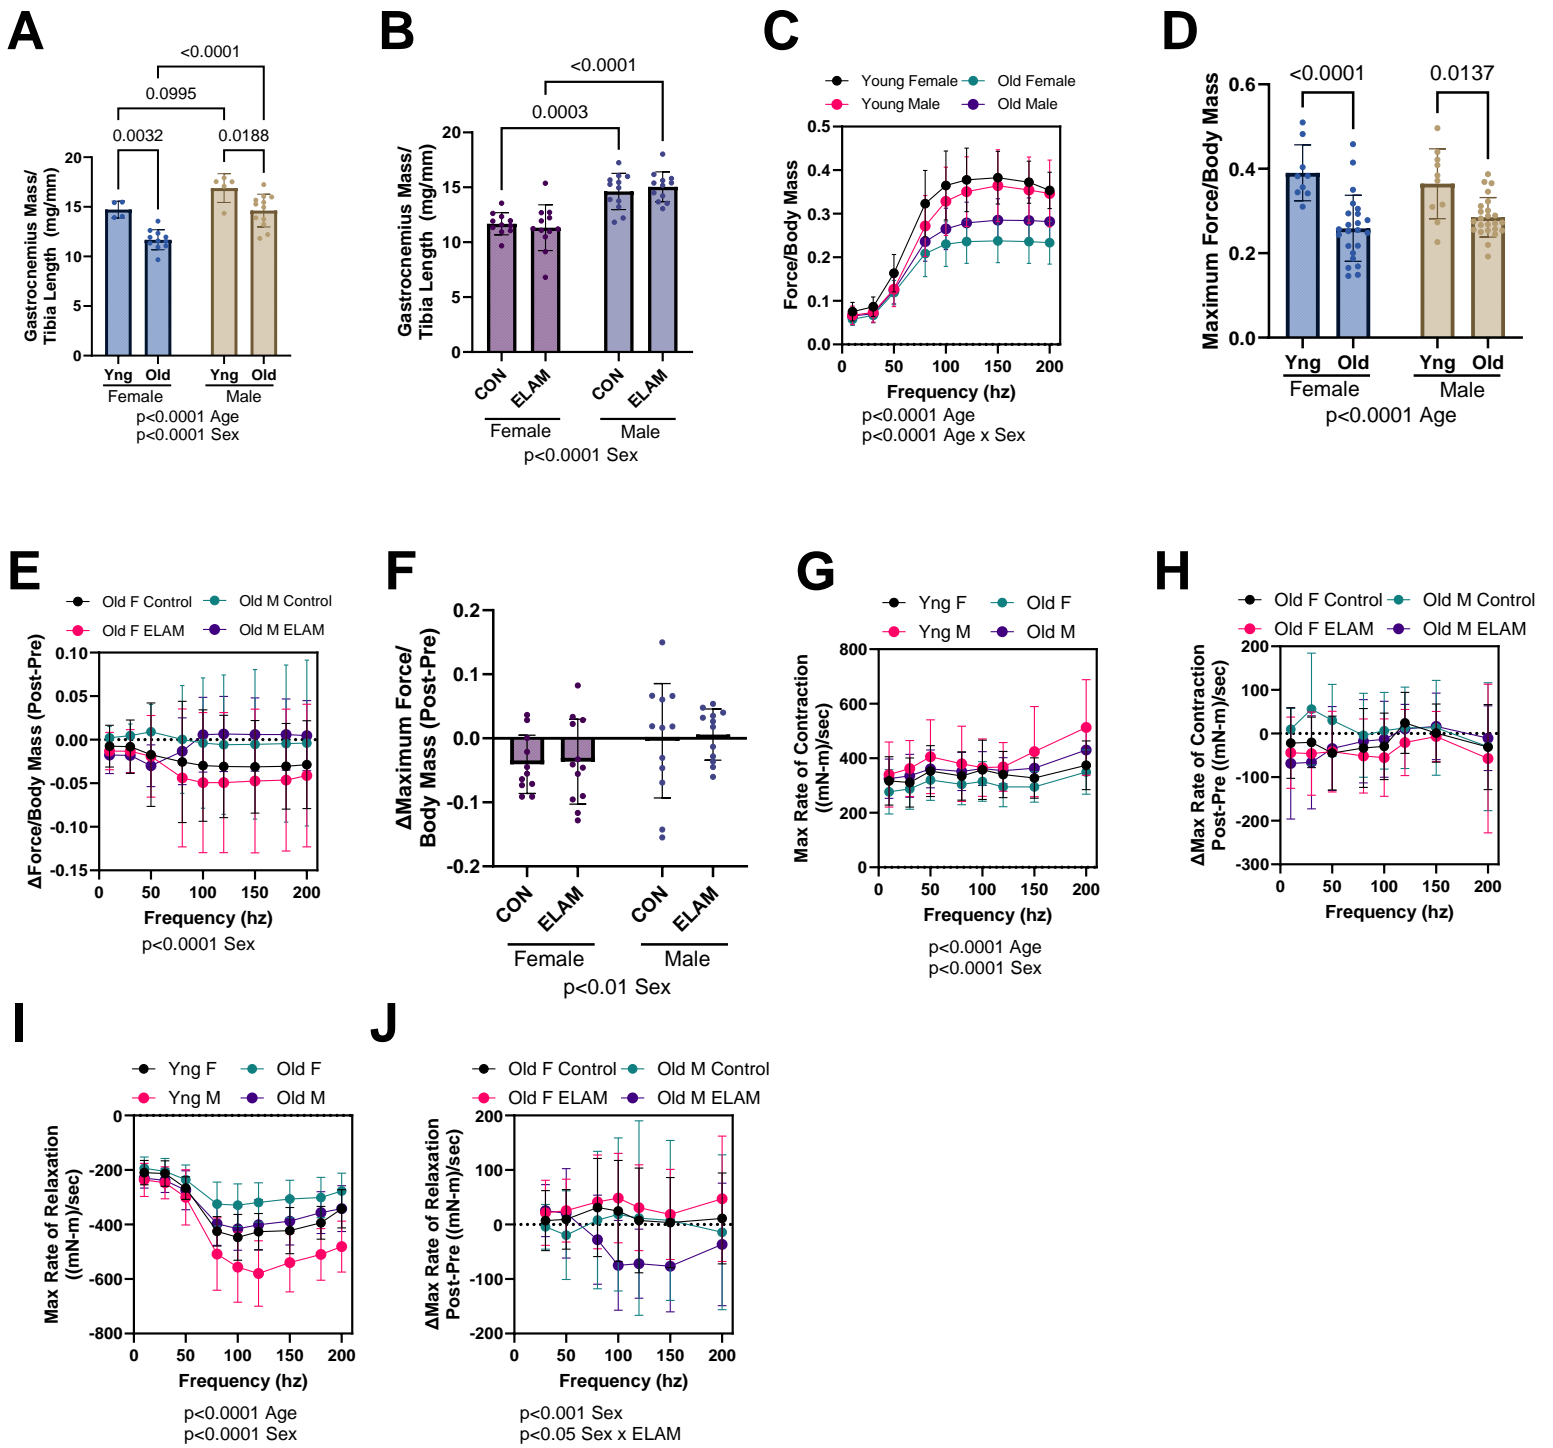 A
<0.0001
0.0995
0.0032
0.0188
Gastrocnemius Mass/
Tibia Length (mg/mm)
20
15
10
5
0
Yng Old Yng Old
Female Male
p<0.0001 Age
p<0.0001 Sex
B
<0.0001
0.0003
Gastrocnemius Mass/
Tibia Length (mg/mm)
20
15
10
5
0
CON ELAM CON ELAM
Female Male
p<0.0001 Sex
C
Young Female Old Female
Young Male Old Male
Force/Body Mass
0.5
0.4
0.3
0.2
0.1
0.0
0 50 100 150 200
Frequency (hz)
p<0.0001 Age
p<0.0001 Age x Sex
D
<0.0001 0.0137
Maximum Force/Body Mass
0.6
0.4
0.2
0.0
Yng Old Yng Old
Female Male
p<0.0001 Age
E
Old F Control Old M Control
Old F ELAM Old M ELAM
ΔForce/Body Mass (Post-Pre)
0.10
0.05
0.00
-0.05
-0.10
-0.15
0 50 100 150 200
Frequency (hz)
p<0.0001 Sex
F
ΔMaximum Force/
Body Mass (Post-Pre)
0.2
0.1
0.0
-0.1
-0.2
CON ELAM CON ELAM
Female Male
p<0.01 Sex
G
Yng F Old F
Yng M Old M
Max Rate of Contraction
((mN-m)/sec)
800
600
400
200
0
0 50 100 150 200
Frequency (hz)
p<0.0001 Age
p<0.0001 Sex
H
Old F Control Old M Control
Old F ELAM Old M ELAM
ΔMax Rate of Contraction
Post-Pre ((mN-m)/sec)
200
100
0
-100
-200
-300
0 50 100 150 200
Frequency (hz)
I
Yng F Old F
Yng M Old M
Max Rate of Relaxation
((mN-m)/sec)
0
-200
-400
-600
-800
0 50 100 150 200
Frequency (hz)
p<0.0001 Age
p<0.0001 Sex
J
Old F Control Old M Control
Old F ELAM Old M ELAM
ΔMax Rate of Relaxation
Post-Pre ((mN-m)/sec)
200
100
0
-100
-200
0 50 100 150 200
Frequency (hz)
p<0.001 Sex
p<0.05 Sex x ELAM